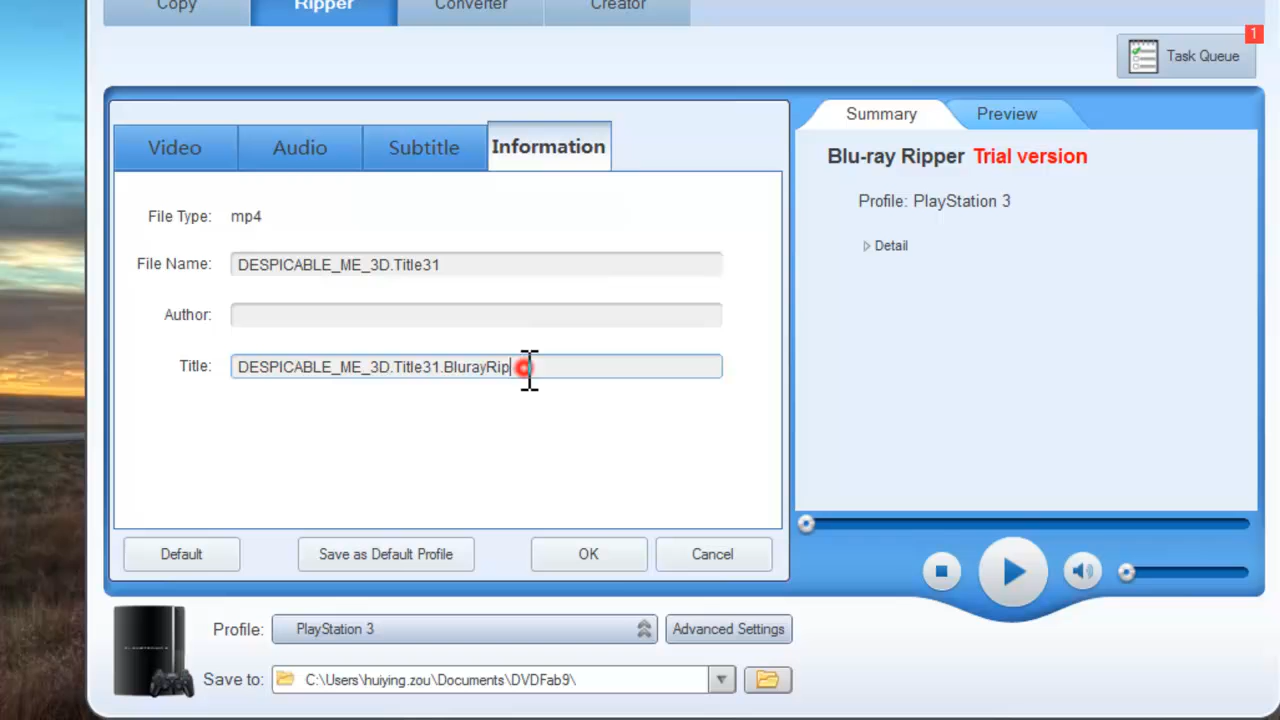 Copy Ripper Converter Creator
1
Task Queue
Video Audio Subtitle Information
File Type: mp4
File Name: DESPICABLE_ME_3D.Title31
Author:
Title: DESPICABLE_ME_3D.Title31.BlurayRip
Default Save as Default Profile OK Cancel
Summary Preview
Blu-ray Ripper Trial version
Profile: PlayStation 3
Detail
Profile: PlayStation 3 Advanced Settings
Save to: C:\Users\huiying.zou\Documents\DVDFab9\